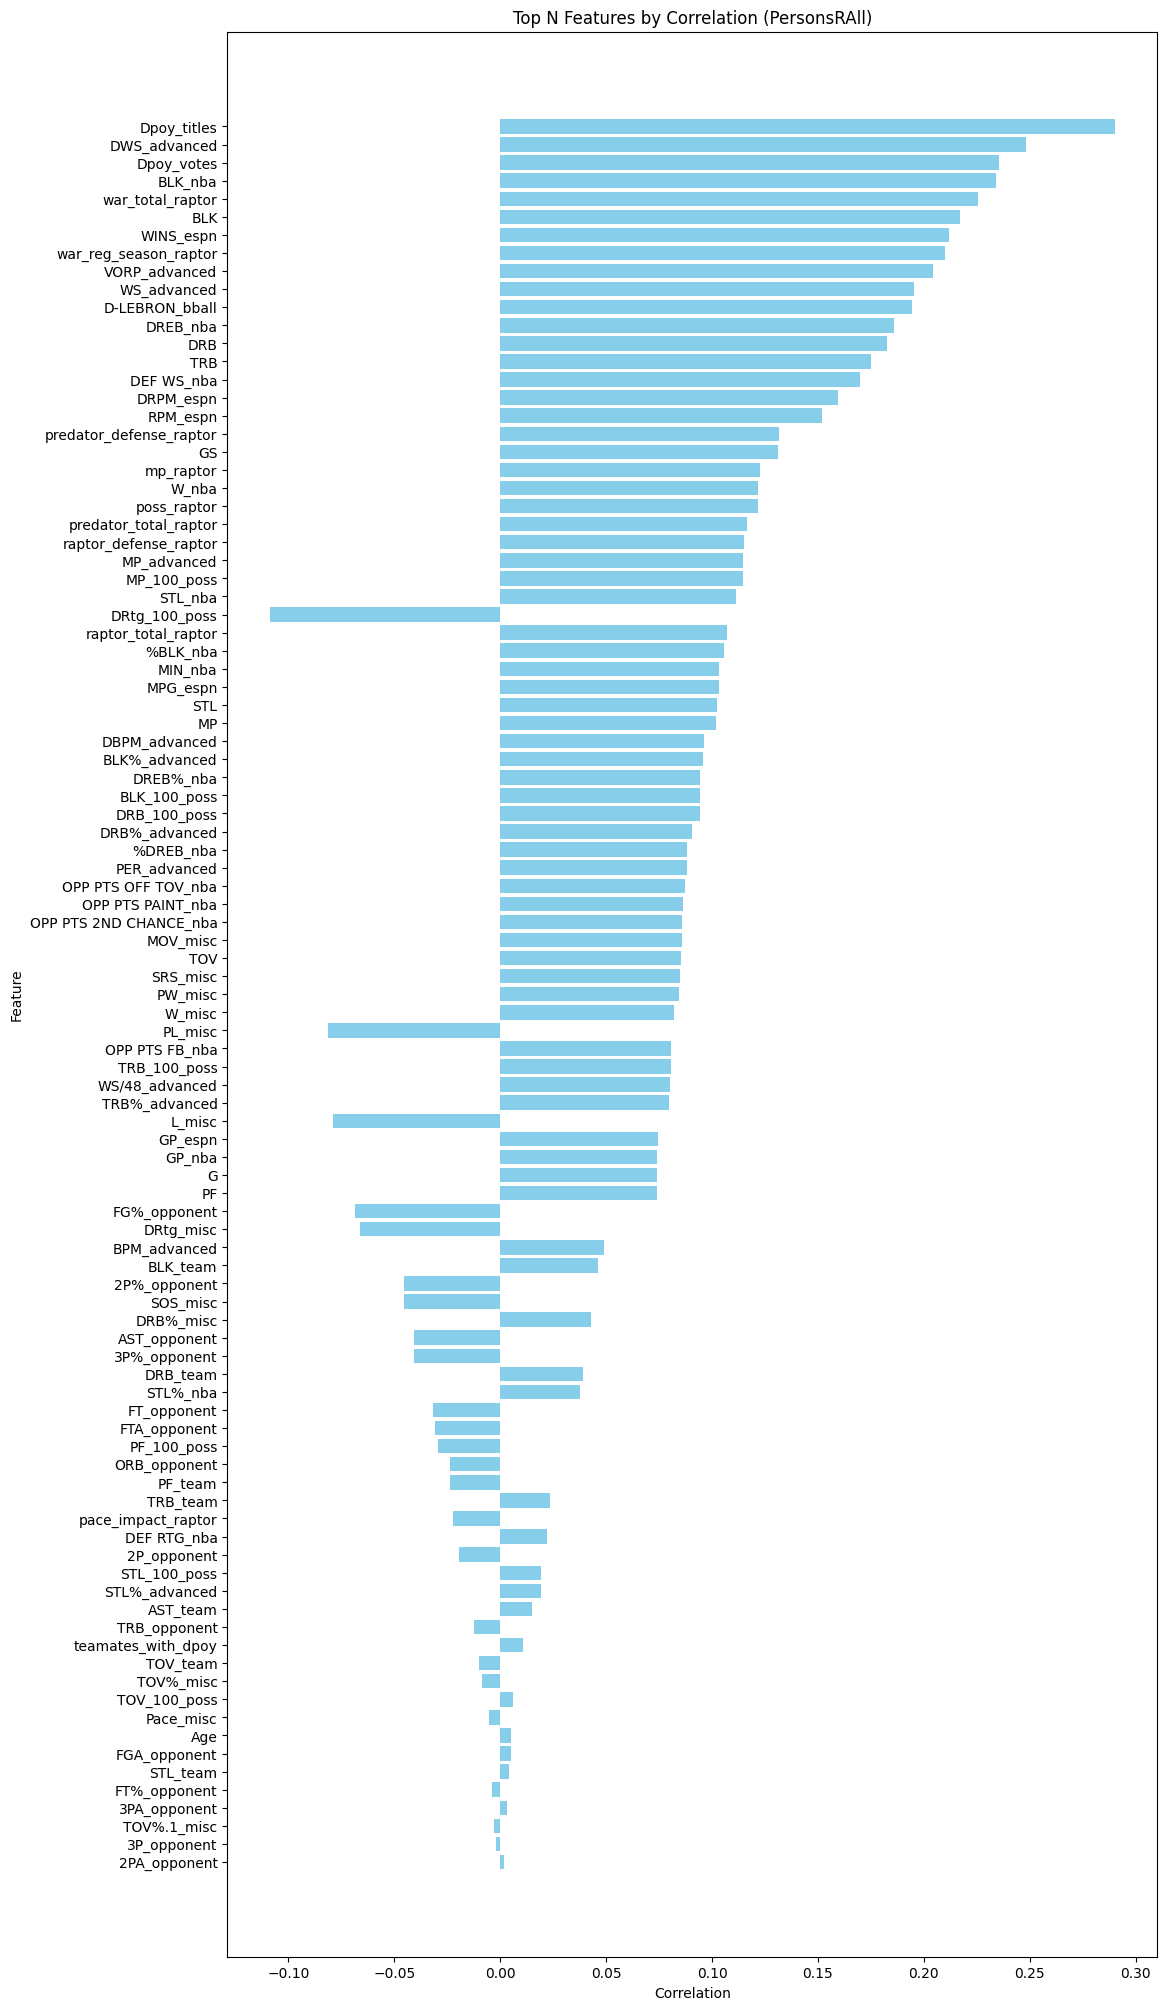 Top N Features by Correlation (PersonsRAll)
Dpoy_titles
DWS_advanced
Dpoy_votes
BLK_nba
war_total_raptor
BLK
WINS_espn
war_reg_season_raptor
VORP_advanced
WS_advanced
D-LEBRON_bball
DREB_nba
DRB
TRB
DEF WS_nba
DRPM_espn
RPM_espn
predator_defense_raptor
GS
mp_raptor
W_nba
poss_raptor
predator_total_raptor
raptor_defense_raptor
MP_advanced
MP_100_poss
STL_nba
DRtg_100_poss
raptor_total_raptor
%BLK_nba
MIN_nba
MPG_espn
STL
MP
DBPM_advanced
BLK%_advanced
DREB%_nba
BLK_100_poss
DRB_100_poss
DRB%_advanced
%DREB_nba
PER_advanced
OPP PTS OFF TOV_nba
OPP PTS PAINT_nba
OPP PTS 2ND CHANCE_nba
MOV_misc
TOV
SRS_misc
PW_misc
W_misc
PL_misc
OPP PTS FB_nba
TRB_100_poss
WS/48_advanced
TRB%_advanced
L_misc
GP_espn
GP_nba
G
PF
FG%_opponent
DRtg_misc
BPM_advanced
BLK_team
2P%_opponent
SOS_misc
DRB%_misc
AST_opponent
3P%_opponent
DRB_team
STL%_nba
FT_opponent
FTA_opponent
PF_100_poss
ORB_opponent
PF_team
TRB_team
pace_impact_raptor
DEF RTG_nba
2P_opponent
STL_100_poss
STL%_advanced
AST_team
TRB_opponent
teamates_with_dpoy
TOV_team
TOV%_misc
TOV_100_poss
Pace_misc
Age
FGA_opponent
STL_team
FT%_opponent
3PA_opponent
TOV%.1_misc
3P_opponent
2PA_opponent
Feature
−0.10 −0.05 0.00 0.05 0.10 0.15 0.20 0.25 0.30
Correlation